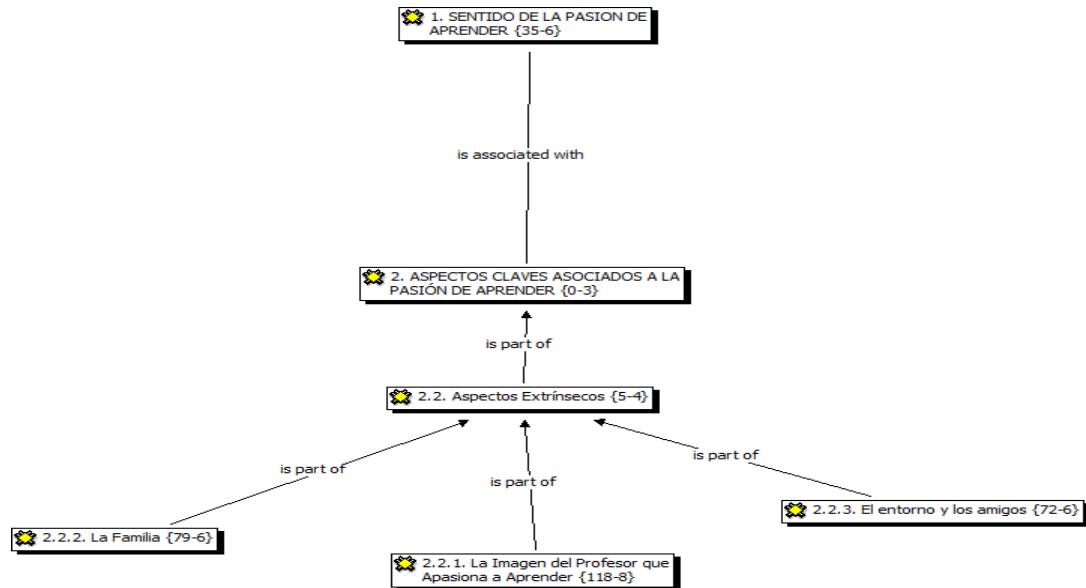 1. SENTIDO DE LA PASION DE
APRENDER {35-6}
is associated with
2. ASPECTOS CLAVES ASOCIADOS A LA
PASIÓN DE APRENDER {0-3}
is part of
2.2. Aspectos Extrínsecos {5-4}
is part of
is part of
is part of
2.2.2. La Familia {79-6}
2.2.1. La Imagen del Profesor que
Apasiona a Aprender {118-8}
2.2.3. El entorno y los amigos {72-6}